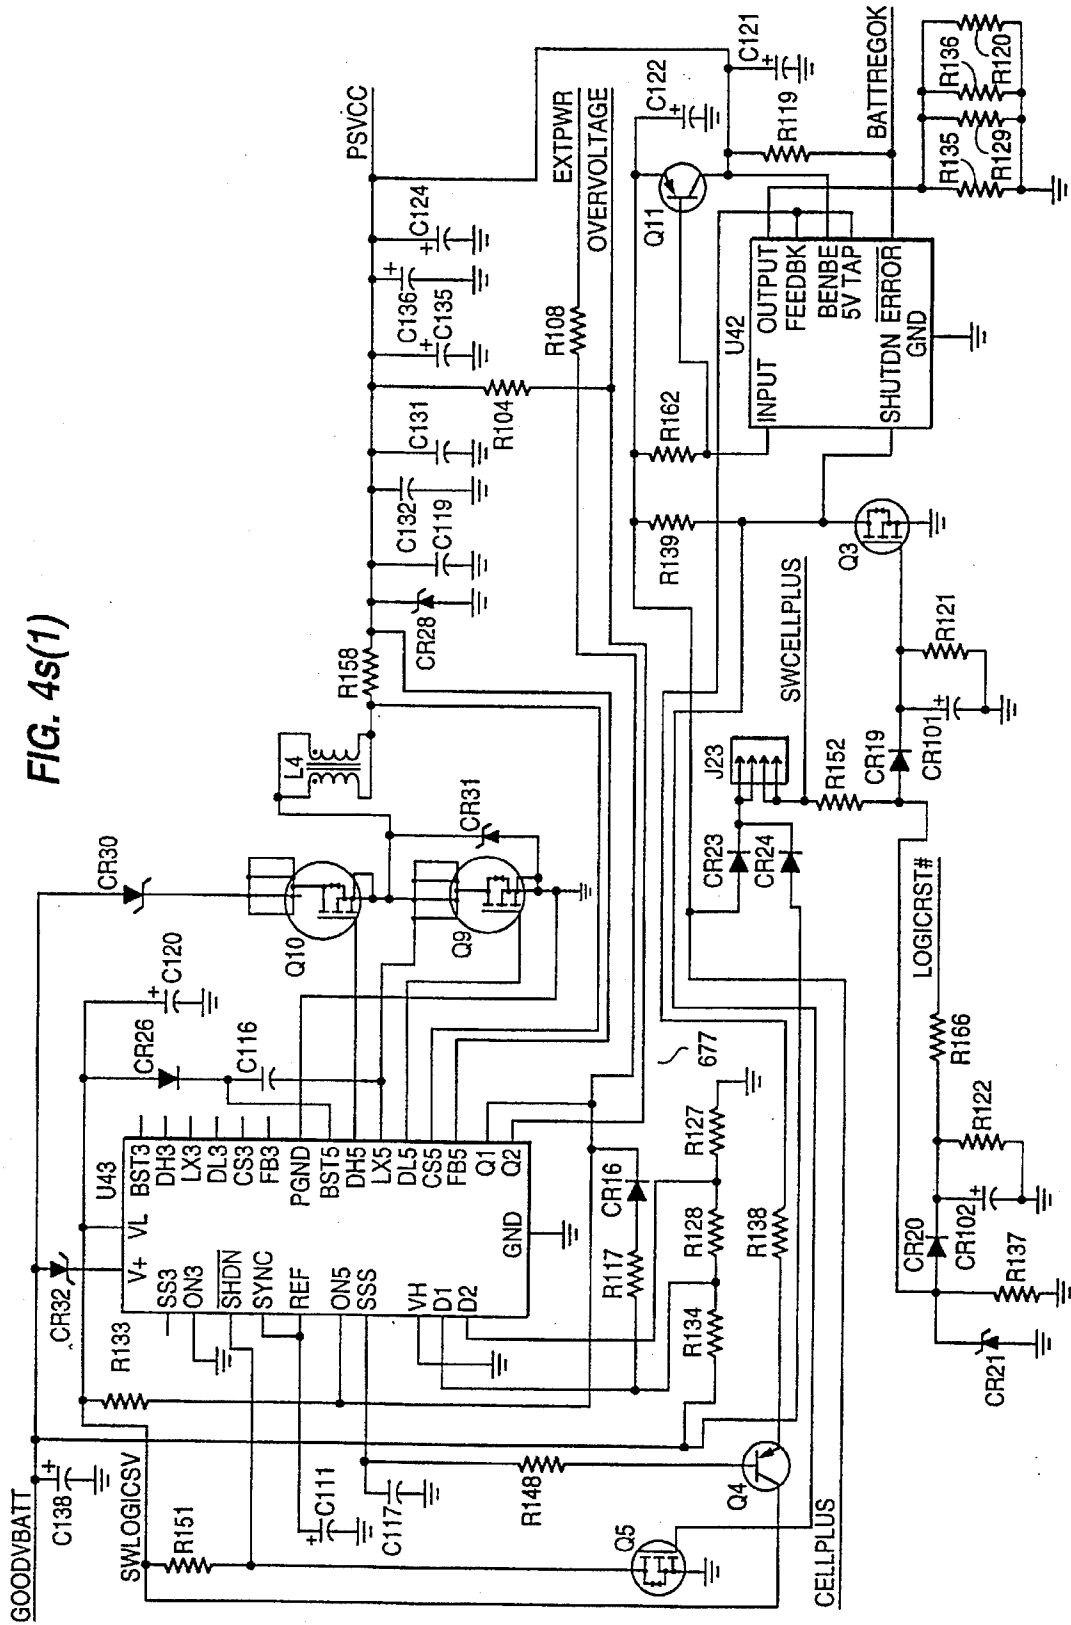 FIG. 4s(1)
GOODVBATT
C138
SWLOGICSV
R151
R133
CR32
C120
CR26
C116
CR30
U43
V+
VL
SS3
ON3
SHDN
SYNC
REF
ON5
SSS
VH
D1
D2
BST3
DH3
LX3
DL3
CS3
FB3
PGND
BST5
DH5
LX5
DL5
CS5
FB5
Q1
Q2
GND
C111
C117
R148
Q5
Q4
Q10
Q9
CR31
L4
R158
CR28
C119
C132
C131
R104
C135
C136
C124
PSVCC
EXTPWR
OVERVOLTAGE
R108
677
R117
CR16
R134
R128
R127
R138
CELLPLUS
CR23
CR24
J23
SWCELLPLUS
R152
R139
R162
Q11
C122
C121
R119
BATTREGOK
U42
INPUT
OUTPUT
FEEDBK
BENBE
5V TAP
SHUTDN
ERROR
GND
R135
R129
R136
R120
Q3
CR19
CR101
R121
LOGICRST#
R166
R122
CR20
CR102
R137
CR21